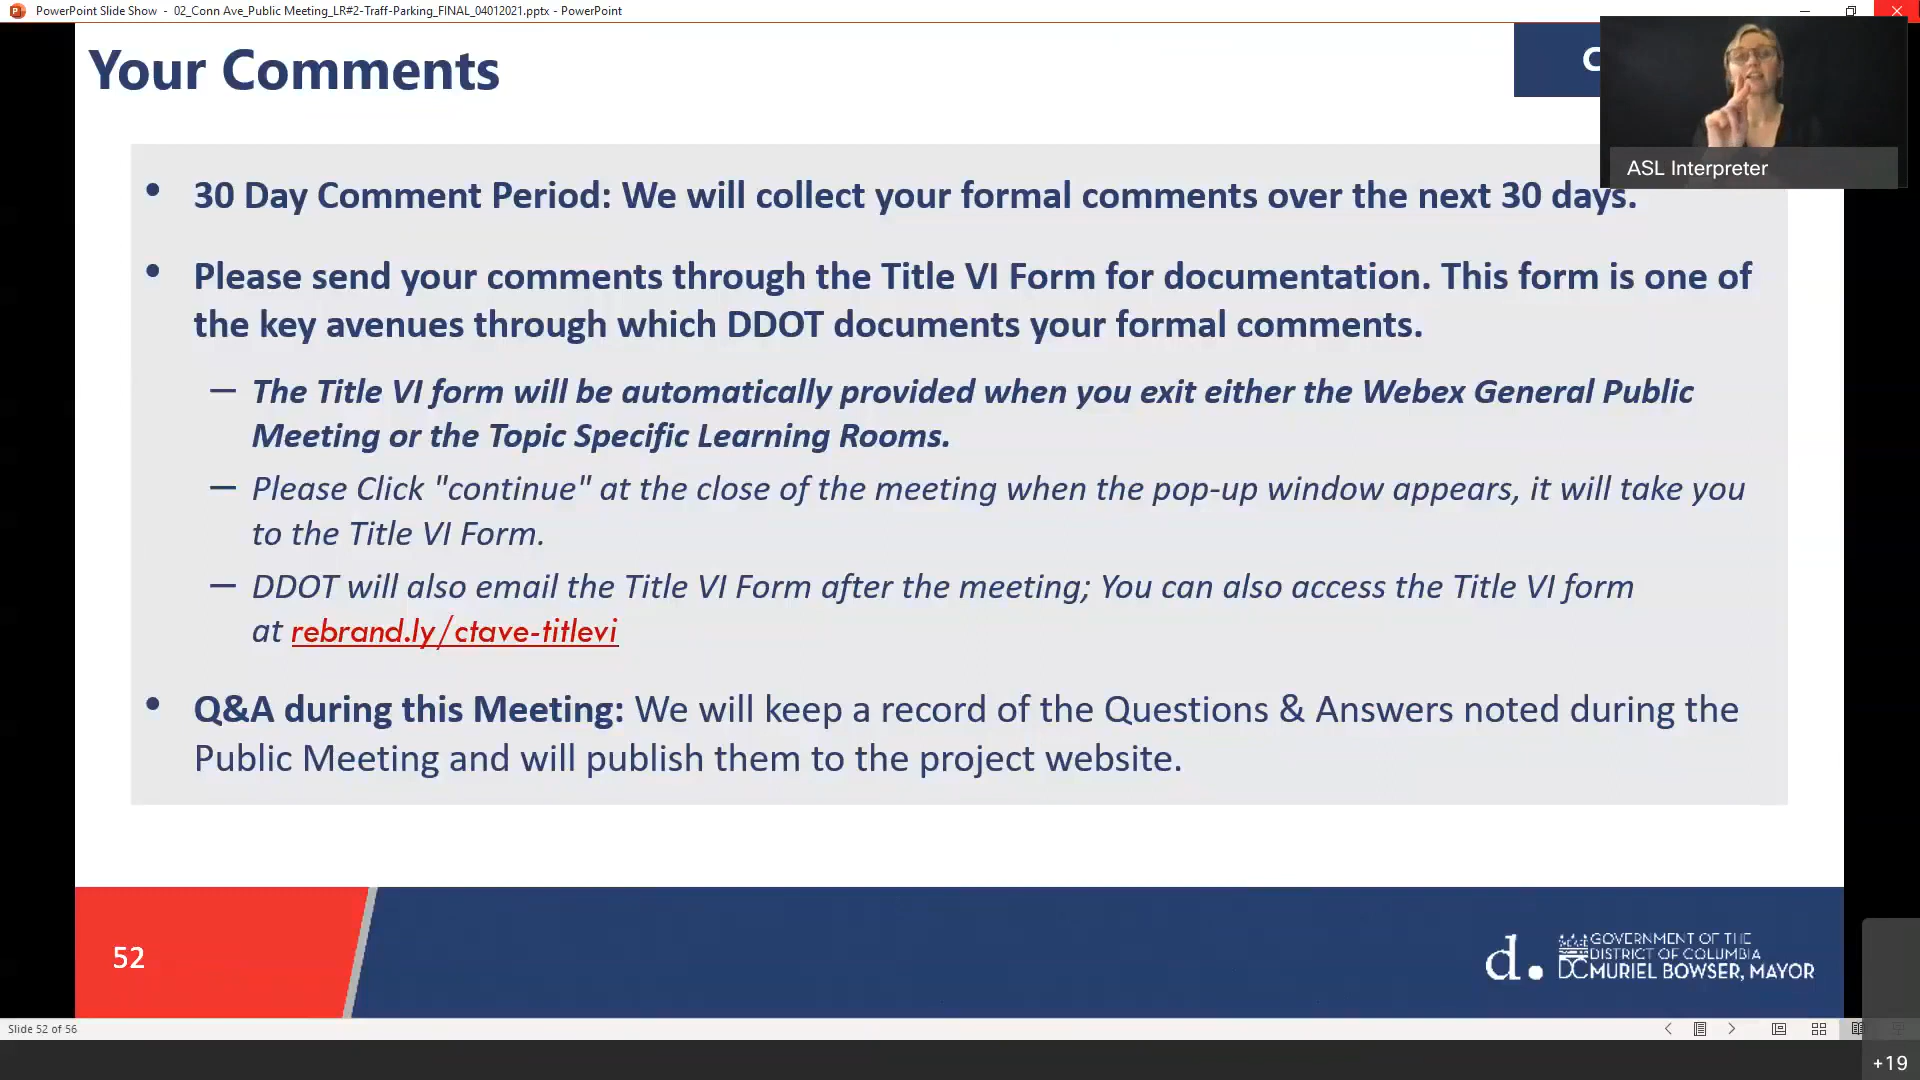 PowerPoint Slide Show - 02_Conn Ave_Public Meeting_LR#2-Traff-Parking_FINAL_04012021.pptx - PowerPoint
Your Comments
C
ASL Interpreter
• 30 Day Comment Period: We will collect your formal comments over the next 30 days.
• Please send your comments through the Title VI Form for documentation. This form is one of
the key avenues through which DDOT documents your formal comments.
— The Title VI form will be automatically provided when you exit either the Webex General Public
Meeting or the Topic Specific Learning Rooms.
— Please Click "continue" at the close of the meeting when the pop-up window appears, it will take you
to the Title VI Form.
— DDOT will also email the Title VI Form after the meeting; You can also access the Title VI form
at rebrand.ly/ctave-titlevi
• Q&A during this Meeting: We will keep a record of the Questions & Answers noted during the
Public Meeting and will publish them to the project website.
52
d.
WE ARE
DC
GOVERNMENT OF THE
DISTRICT OF COLUMBIA
MURIEL BOWSER, MAYOR
Slide 52 of 56
+19